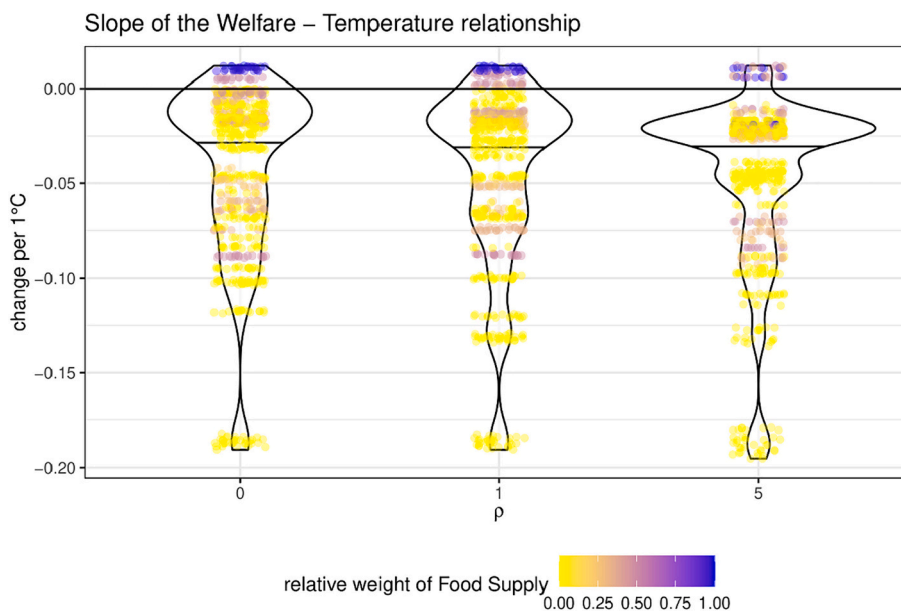 Slope of the Welfare – Temperature relationship
change per 1°C
0.00
−0.05
−0.10
−0.15
−0.20
0 1 5
ρ
relative weight of Food Supply
0.00 0.25 0.50 0.75 1.00